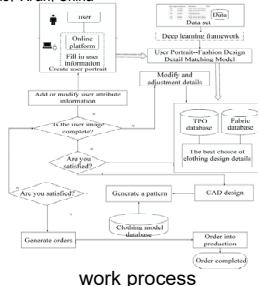 user
Online
platform
Fill in user
information
Create user portrait
Data
Data set
Deep learning framework
User Portrait--Fashion Design
Detail Matching Model
Modify and
adjustment details
Add or modify user attribute
information
Is the user image
complete?
TPO
database
Fabric
database
The best choice of
clothing design details
Are you
satisfied?
Are you satisfied?
Generate a pattern
CAD design
Clothing model
database
Generate orders
Order into
production
Order completed
work process